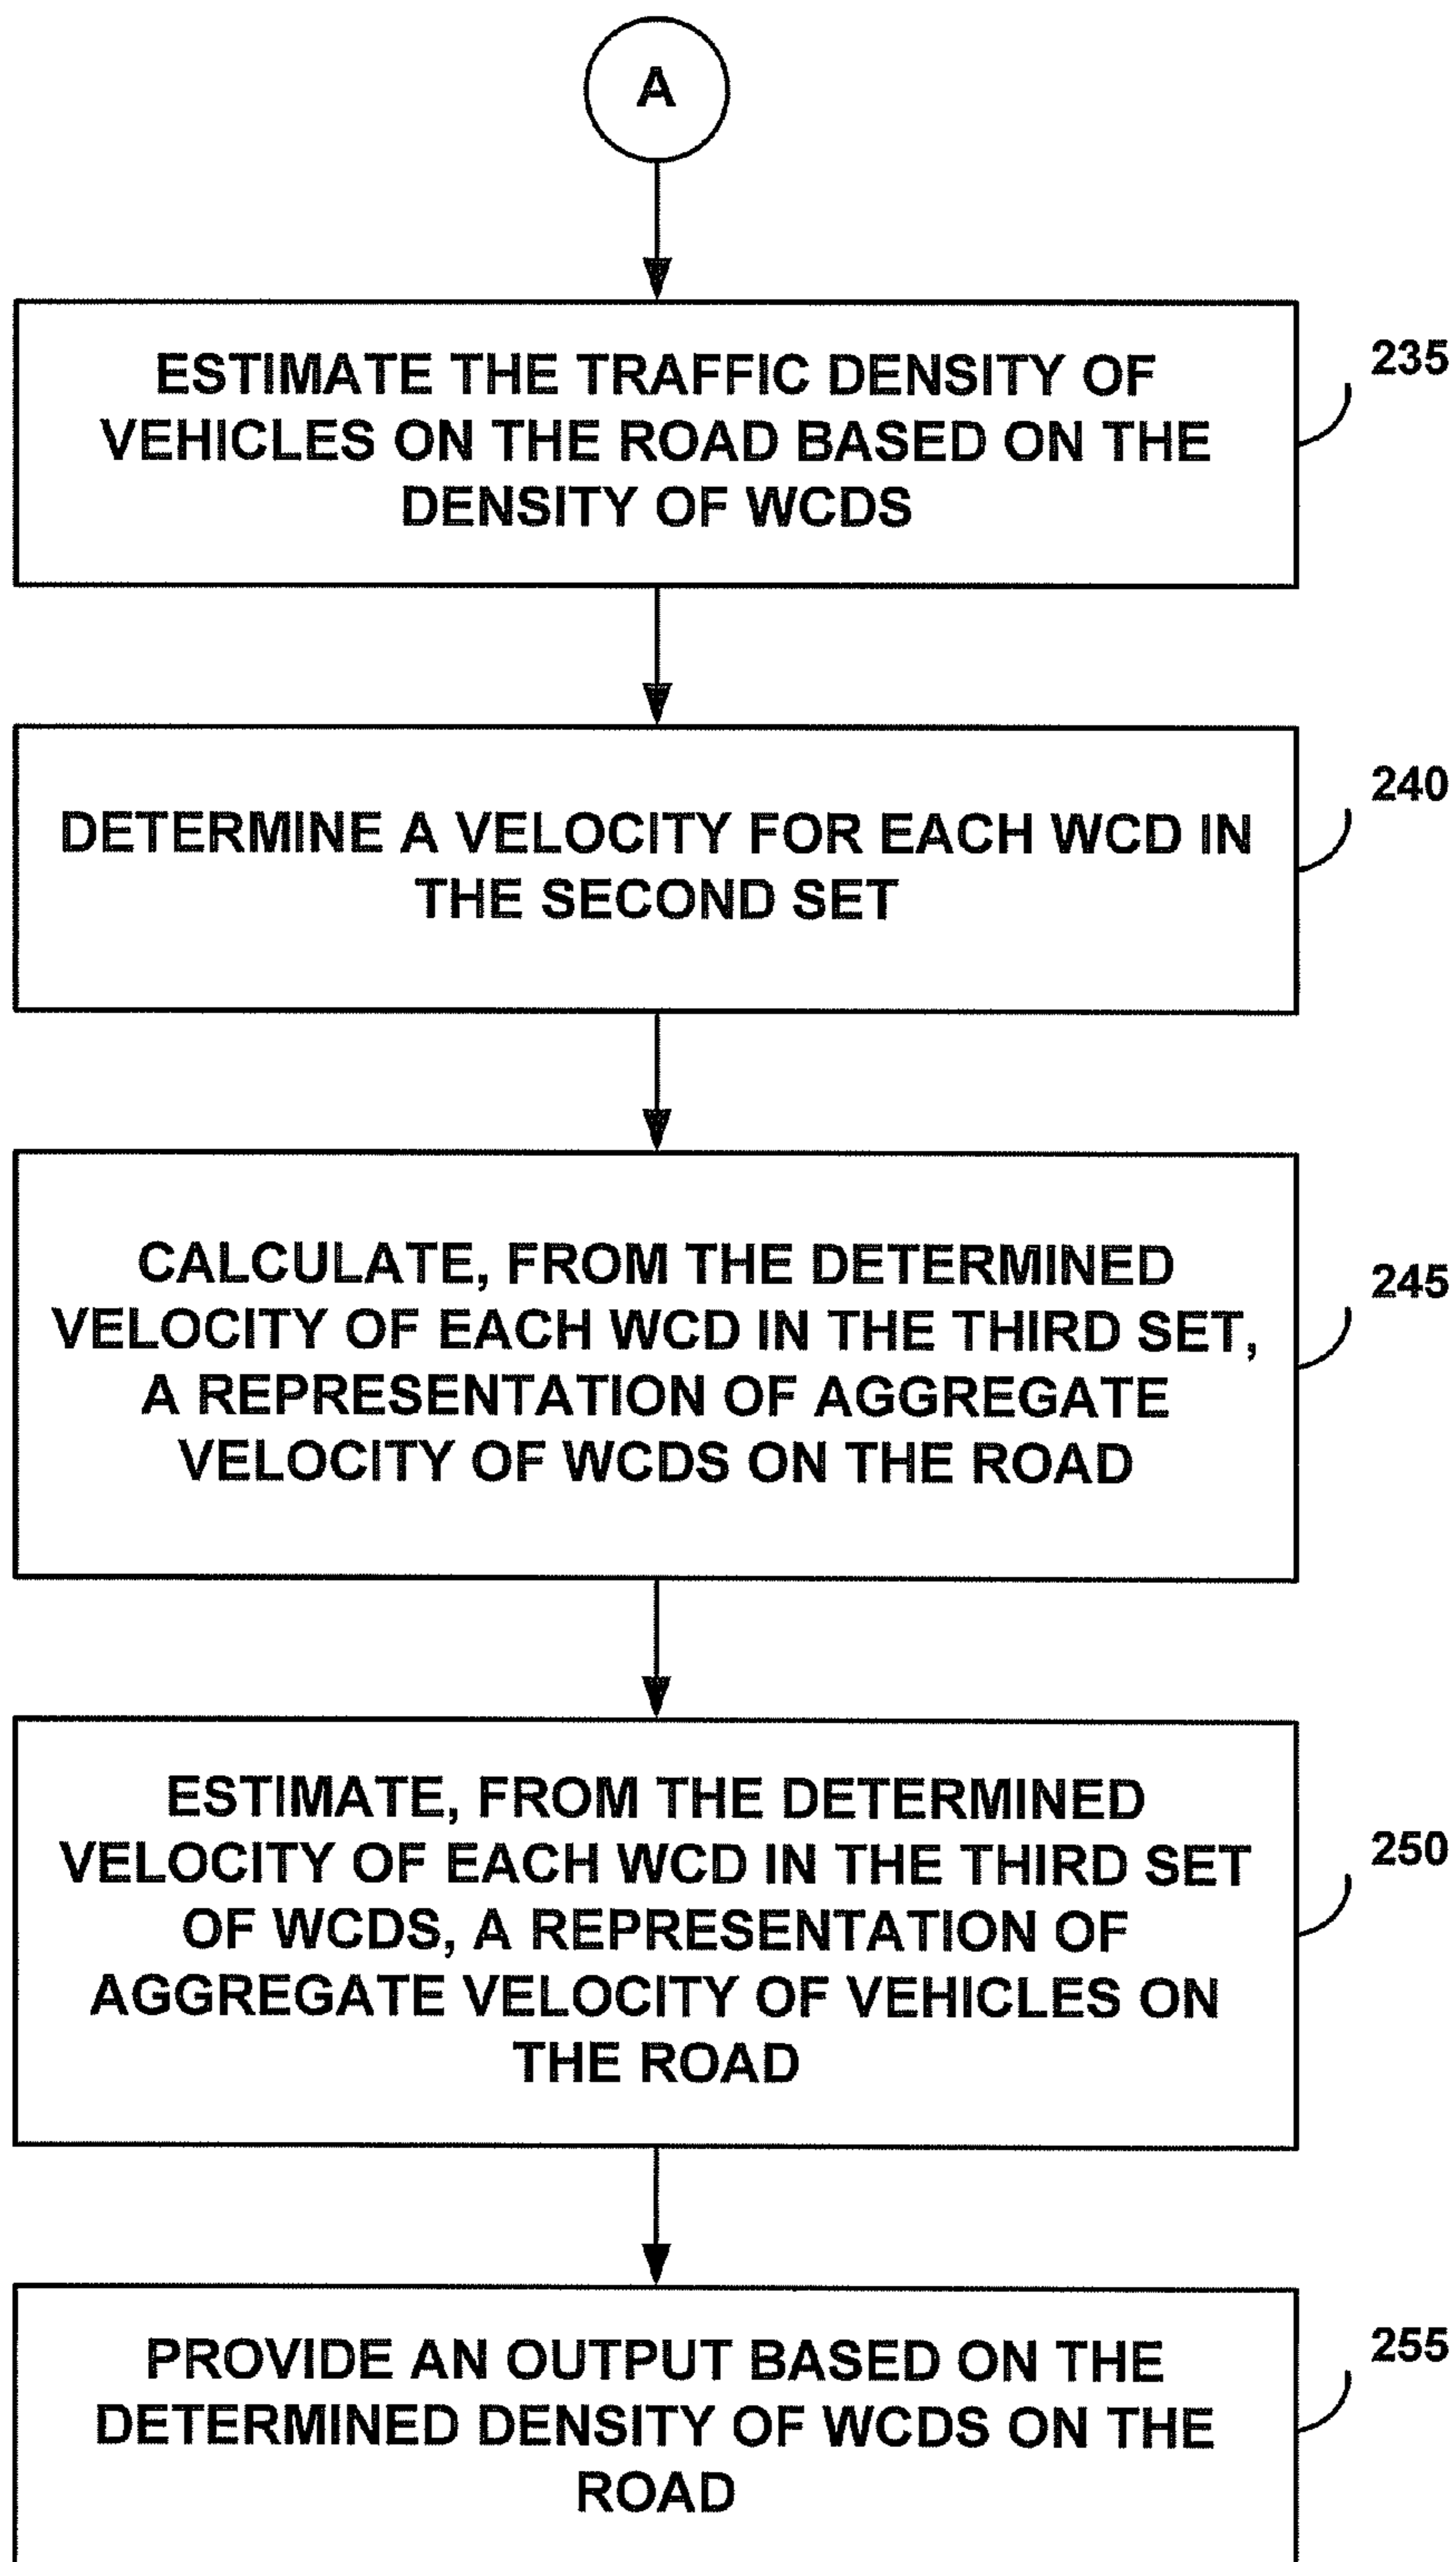 A
ESTIMATE THE TRAFFIC DENSITY OF
VEHICLES ON THE ROAD BASED ON THE
DENSITY OF WCDS
235
DETERMINE A VELOCITY FOR EACH WCD IN
THE SECOND SET
240
CALCULATE, FROM THE DETERMINED
VELOCITY OF EACH WCD IN THE THIRD SET,
A REPRESENTATION OF AGGREGATE
VELOCITY OF WCDS ON THE ROAD
245
ESTIMATE, FROM THE DETERMINED
VELOCITY OF EACH WCD IN THE THIRD SET
OF WCDS, A REPRESENTATION OF
AGGREGATE VELOCITY OF VEHICLES ON
THE ROAD
250
PROVIDE AN OUTPUT BASED ON THE
DETERMINED DENSITY OF WCDS ON THE
ROAD
255